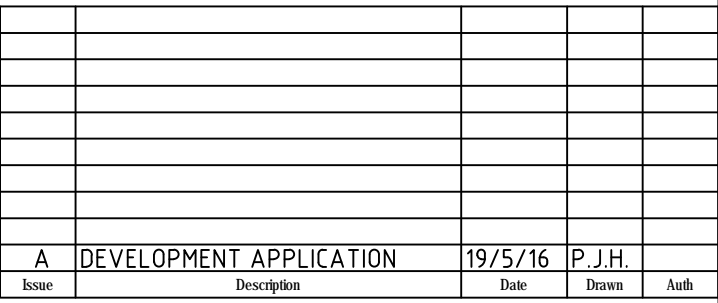 A DEVELOPMENT APPLICATION 19/5/16 P.J.H.
Issue Description Date Drawn Auth